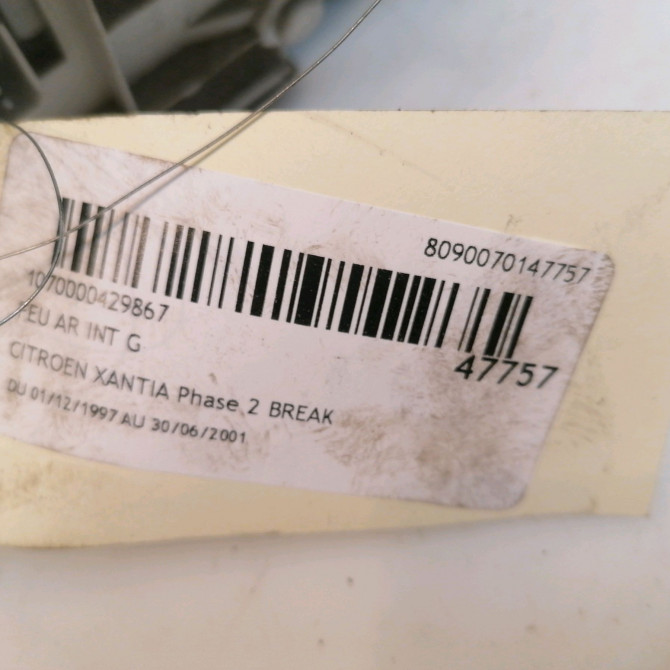 8090070147757
1070000429867
47757
FEU AR INT G
CITROEN XANTIA Phase 2 BREAK
DU 01/12/1997 AU 30/06/2001